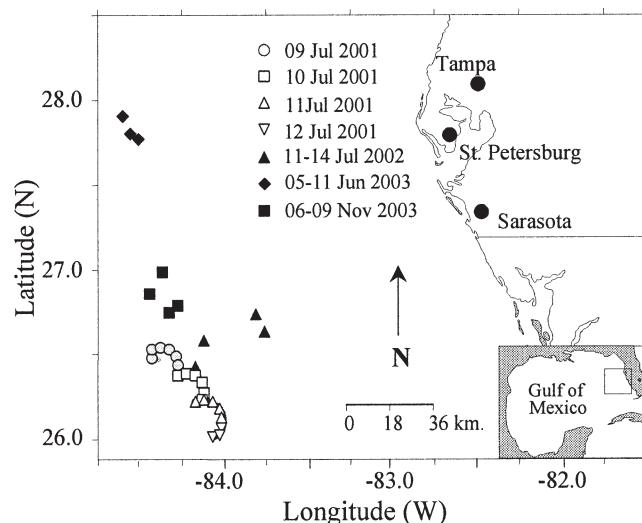 09 Jul 2001
10 Jul 2001
11Jul 2001
12 Jul 2001
11-14 Jul 2002
05-11 Jun 2003
06-09 Nov 2003
Tampa
St. Petersburg
Sarasota
28.0
27.0
26.0
Latitude (N)
N
0 18 36 km.
Gulf of
Mexico
-84.0 -83.0 -82.0
Longitude (W)